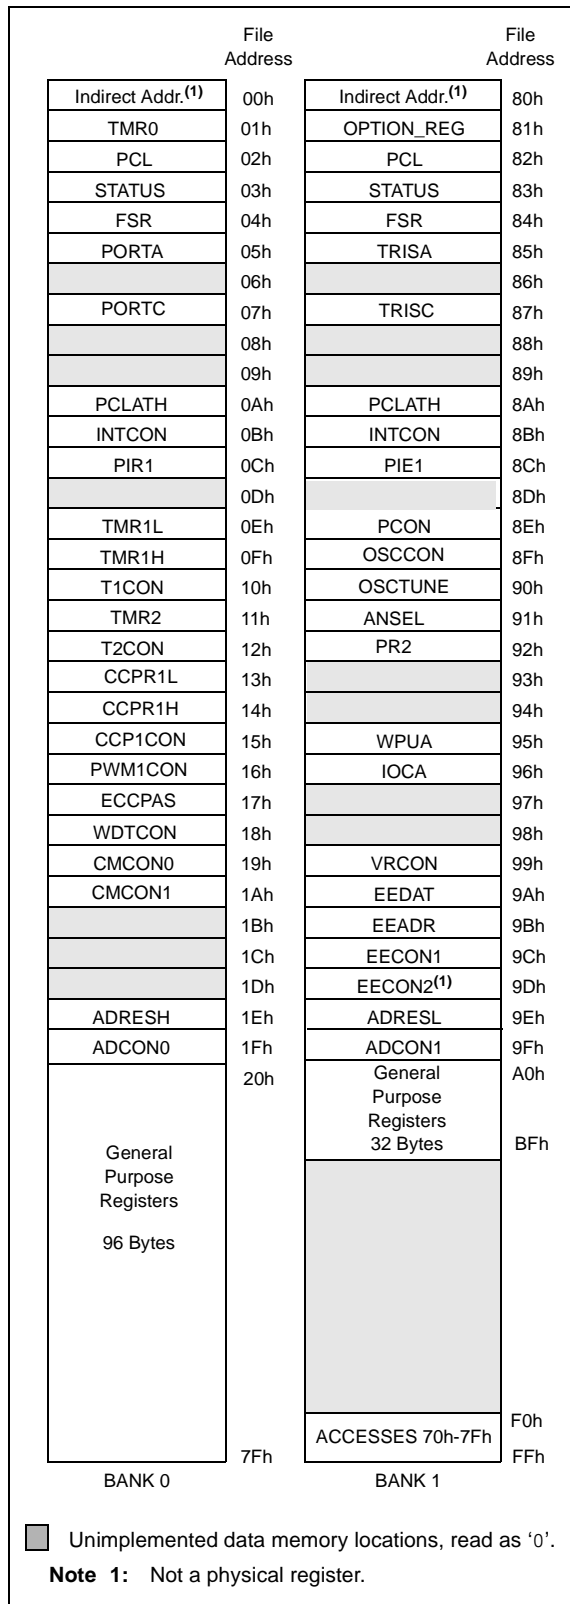 File Address File Address
Indirect Addr.(1) 00h Indirect Addr.(1) 80h
TMR0 01h OPTION_REG 81h
PCL 02h PCL 82h
STATUS 03h STATUS 83h
FSR 04h FSR 84h
PORTA 05h TRISA 85h
06h 86h
PORTC 07h TRISC 87h
08h 88h
09h 89h
PCLATH 0Ah PCLATH 8Ah
INTCON 0Bh INTCON 8Bh
PIR1 0Ch PIE1 8Ch
0Dh 8Dh
TMR1L 0Eh PCON 8Eh
TMR1H 0Fh OSCCON 8Fh
T1CON 10h OSCTUNE 90h
TMR2 11h ANSEL 91h
T2CON 12h PR2 92h
CCPR1L 13h 93h
CCPR1H 14h 94h
CCP1CON 15h WPUA 95h
PWM1CON 16h IOCA 96h
ECCPAS 17h 97h
WDTCON 18h 98h
CMCON0 19h VRCON 99h
CMCON1 1Ah EEDAT 9Ah
1Bh EEADR 9Bh
1Ch EECON1 9Ch
1Dh EECON2(1) 9Dh
ADRESH 1Eh ADRESL 9Eh
ADCON0 1Fh ADCON1 9Fh
20h General A0h
Purpose
Registers
32 Bytes BFh
General
Purpose
Registers
96 Bytes
F0h
ACCESSES 70h-7Fh
7Fh FFh
BANK 0 BANK 1
Unimplemented data memory locations, read as ‘0’.
Note 1: Not a physical register.